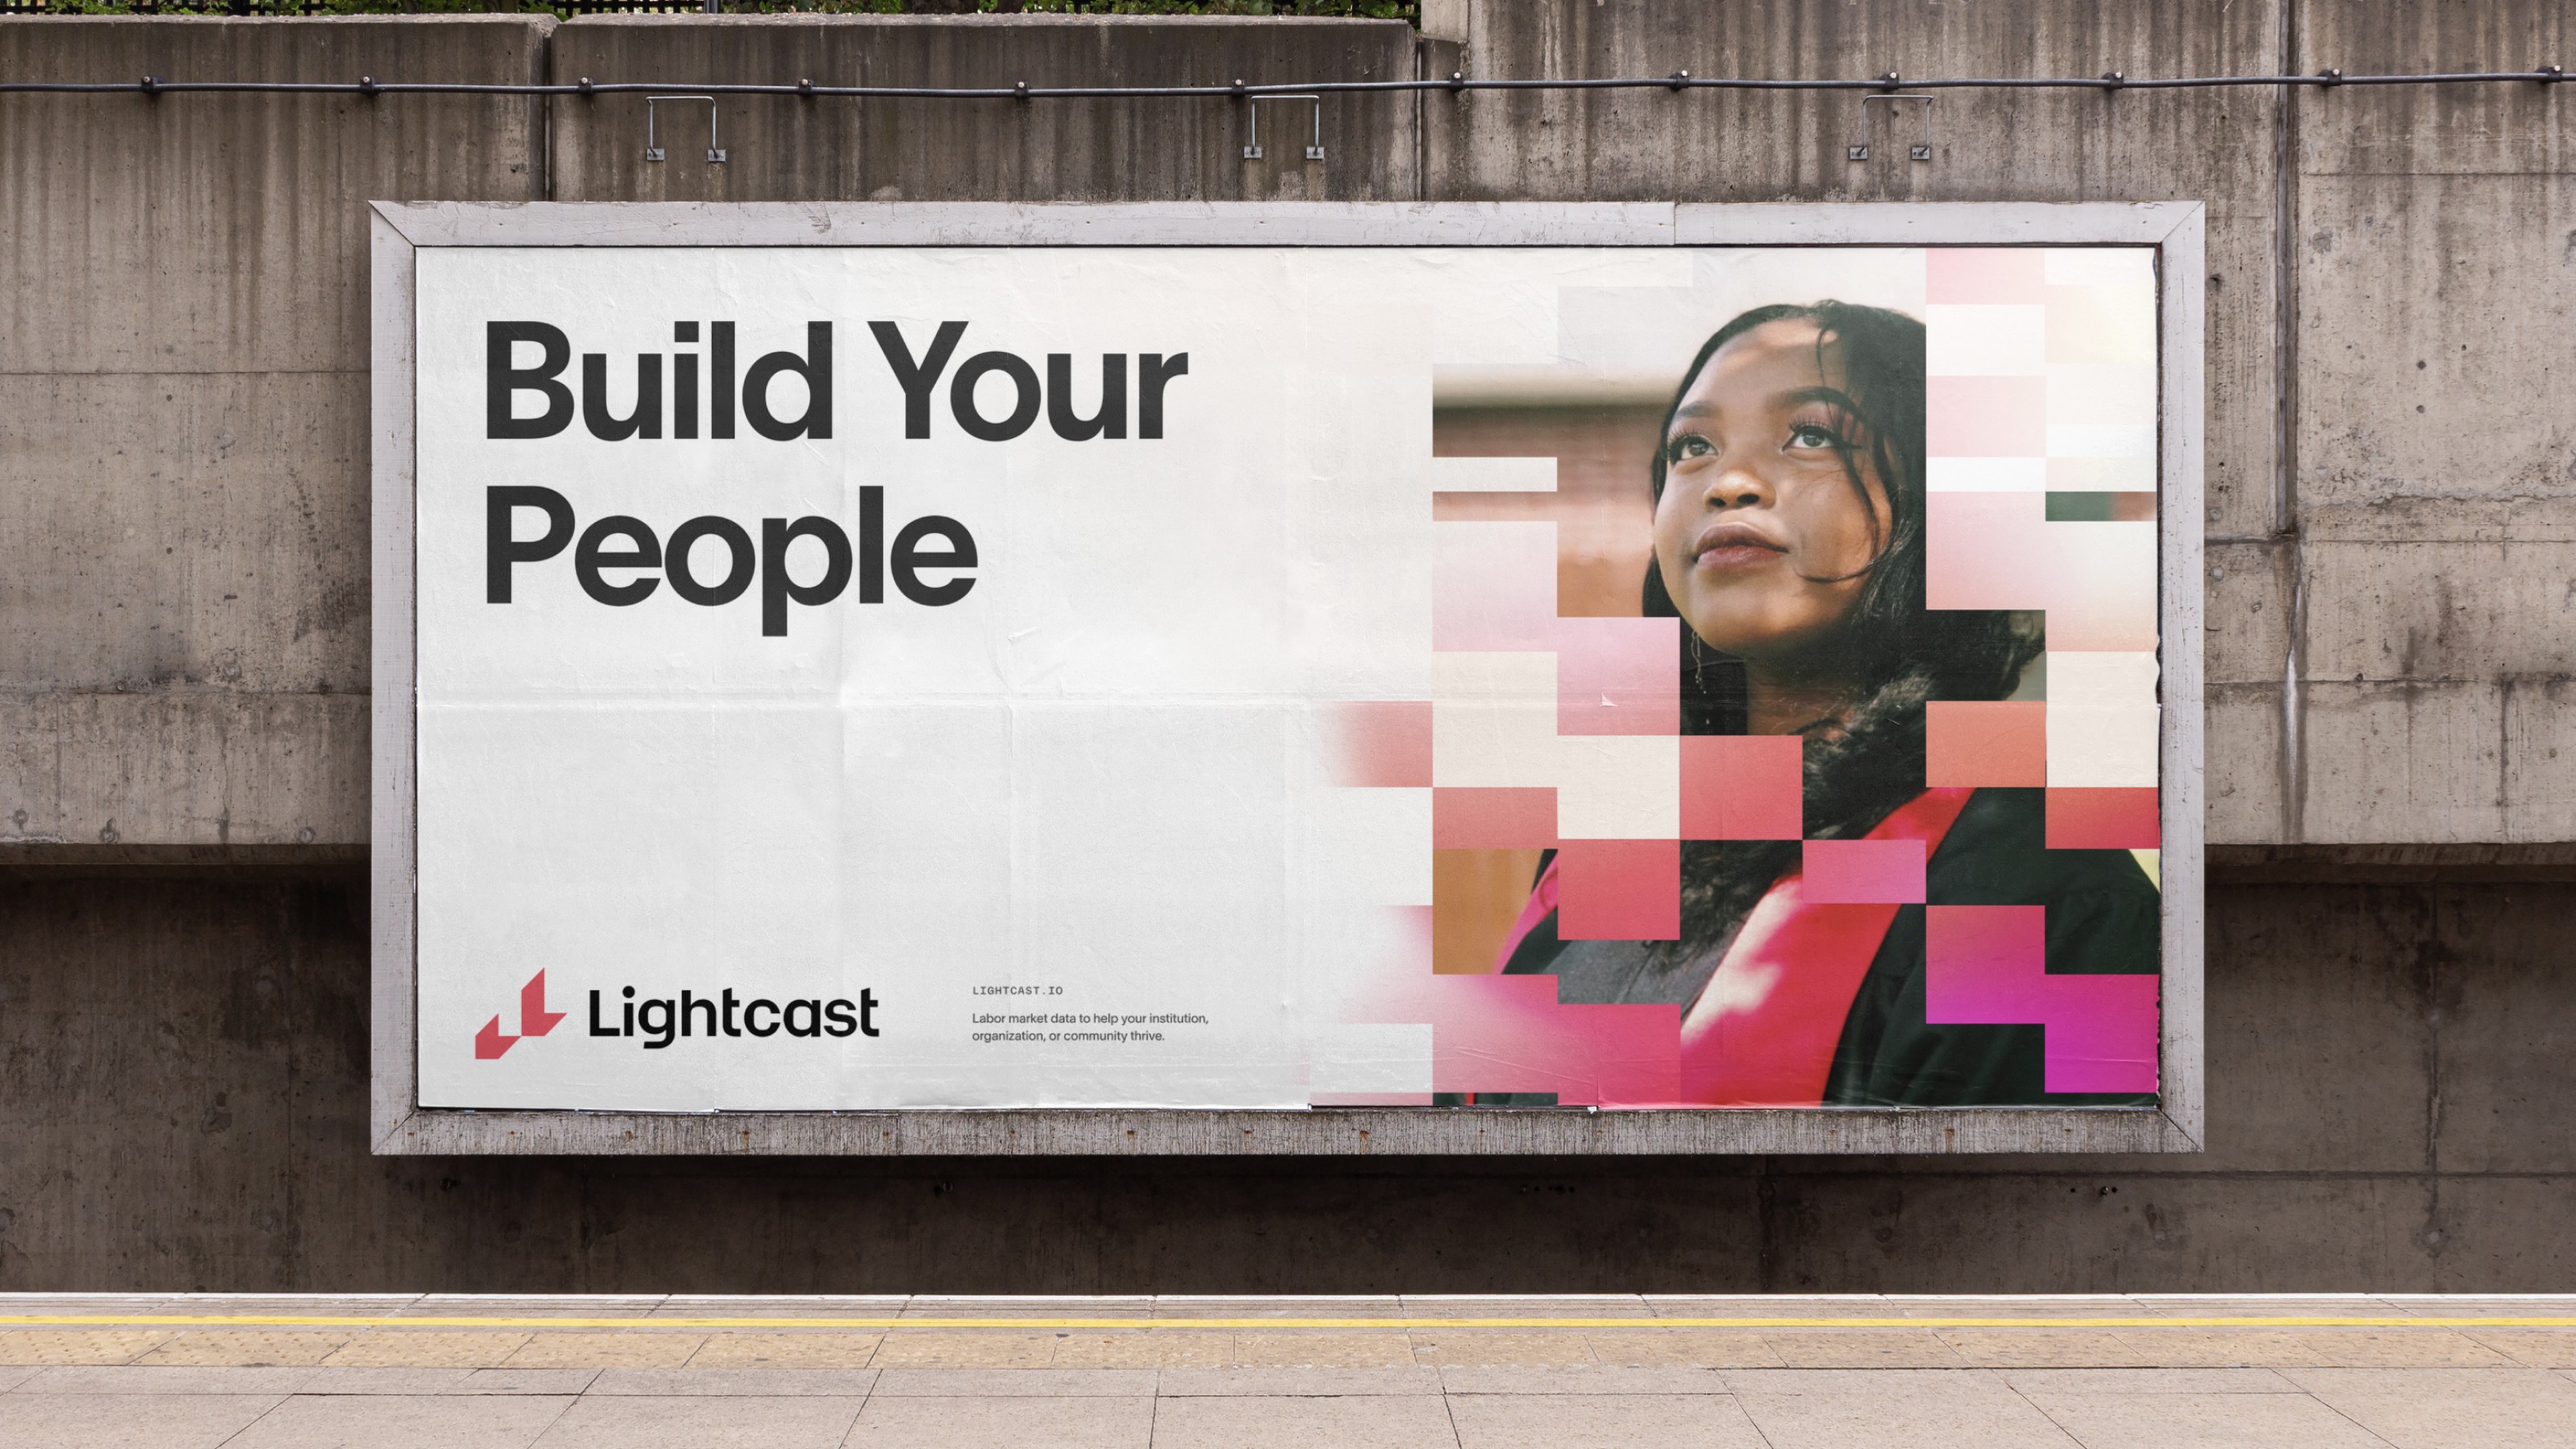 Build Your
People
Lightcast
LIGHTCAST.IO
Labor market data to help your institution,
organization, or community thrive.